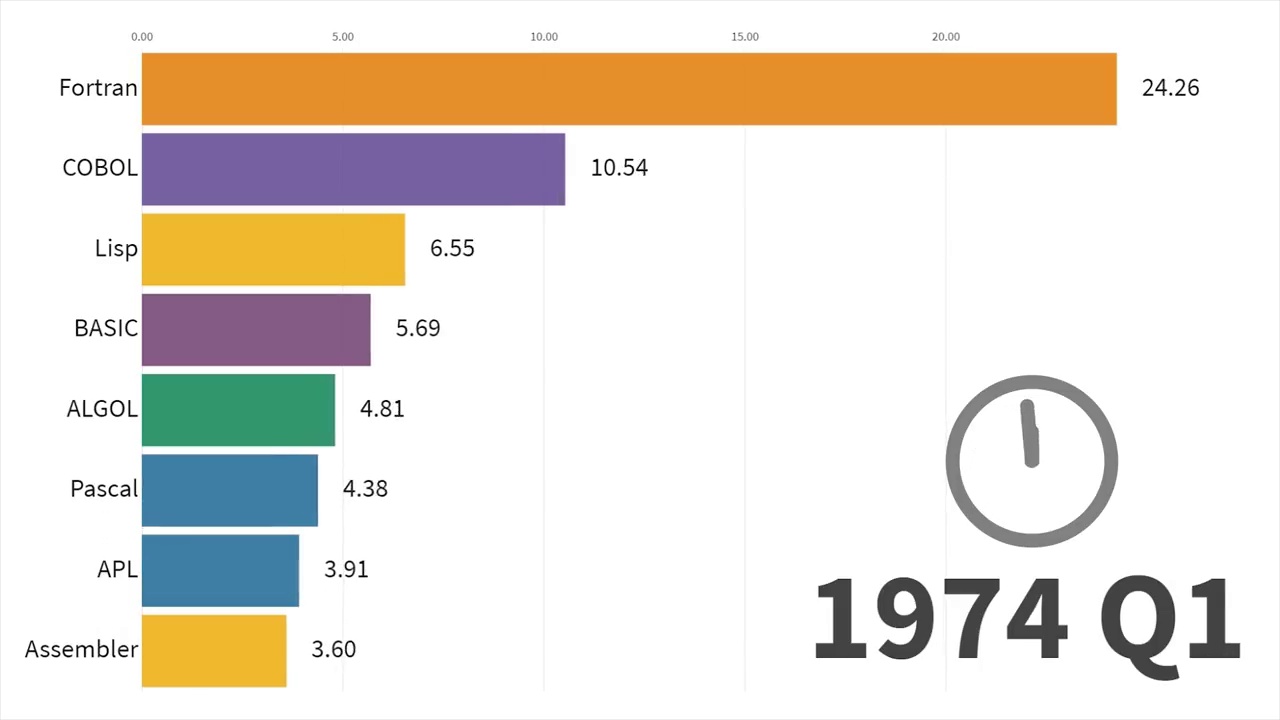 0.00 5.00 10.00 15.00 20.00
Fortran 24.26
COBOL 10.54
Lisp 6.55
BASIC 5.69
ALGOL 4.81
Pascal 4.38
APL 3.91
Assembler 3.60
1974 Q1